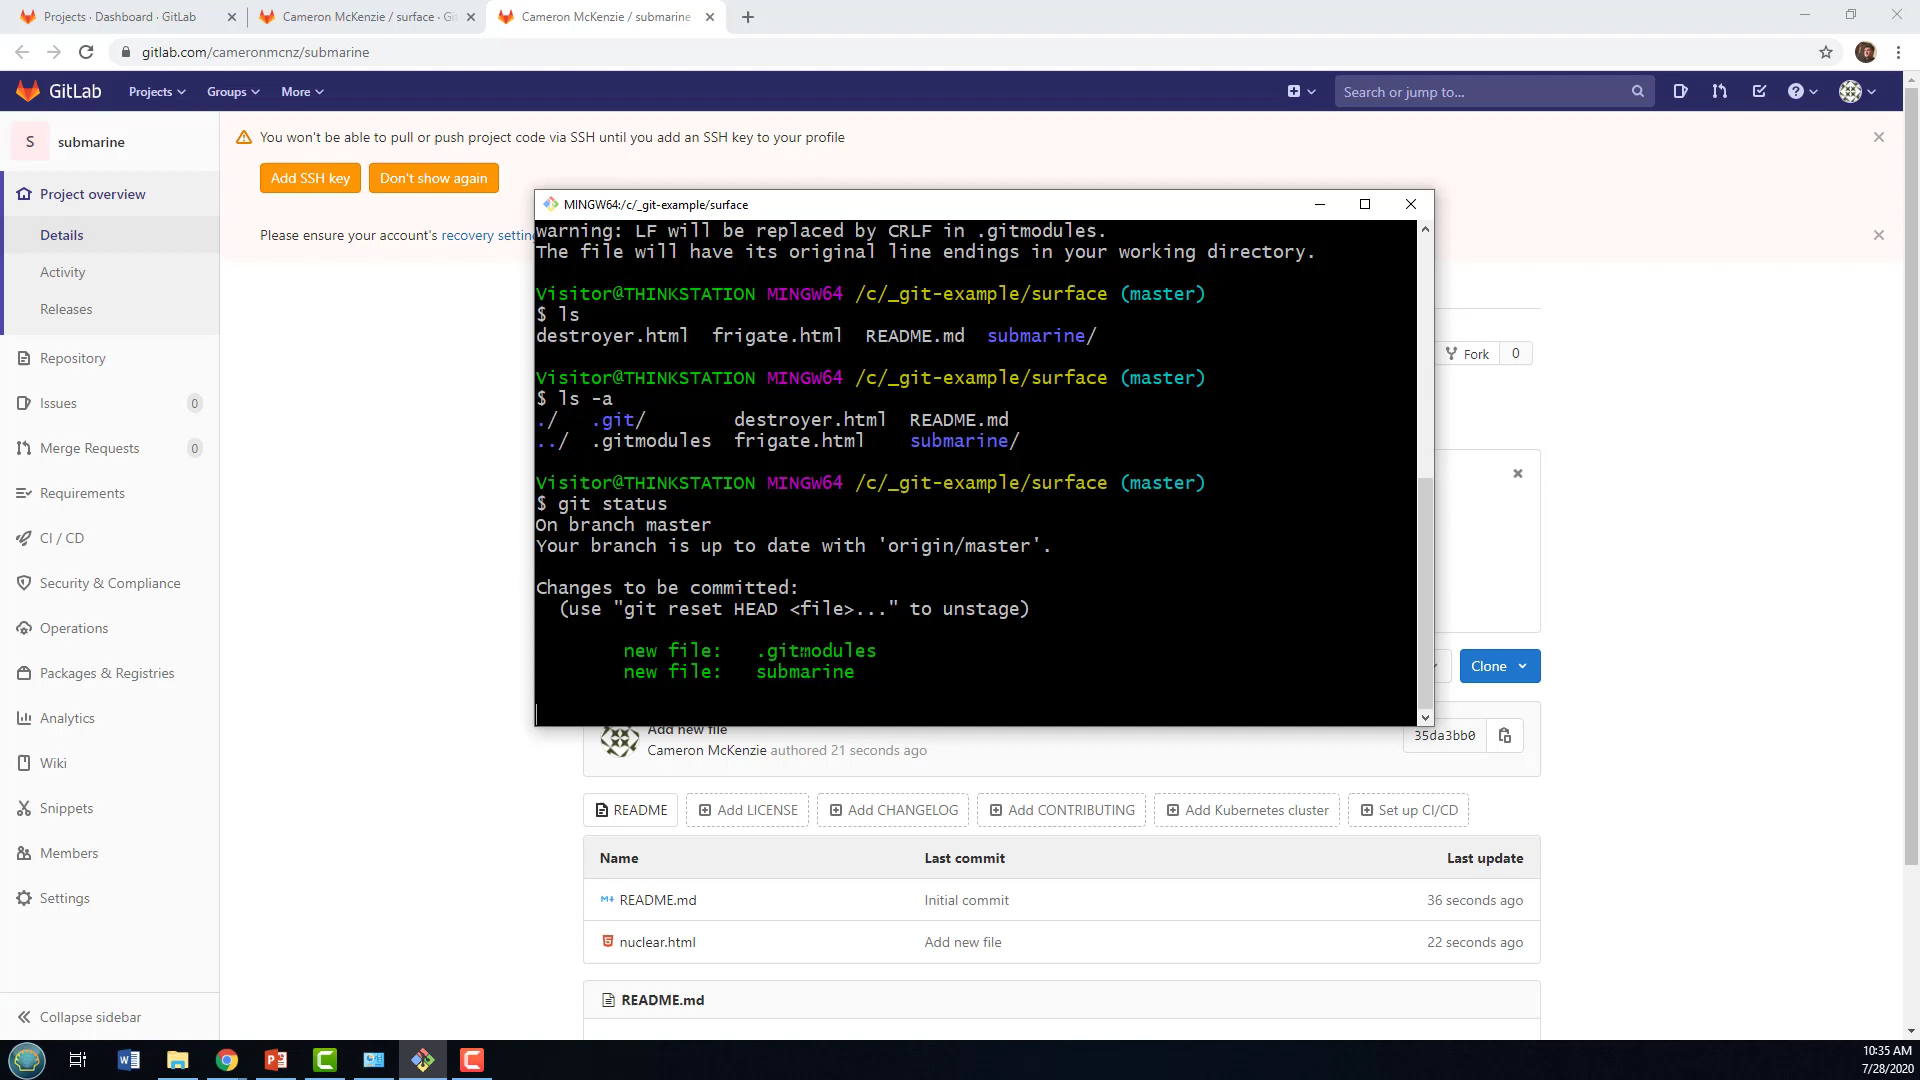 Projects · Dashboard · GitLab
Cameron McKenzie / surface · Gi
Cameron McKenzie / submarine
gitlab.com/cameronmcnz/submarine
GitLab
Projects
Groups
More
Search or jump to...
S
submarine
You won't be able to pull or push project code via SSH until you add an SSH key to your profile
Add SSH key
Don't show again
Please ensure your account's recovery settin
Project overview
Details
Activity
Releases
Repository
Issues
0
Merge Requests
0
Requirements
CI / CD
Security & Compliance
Operations
Packages & Registries
Analytics
Wiki
Snippets
Members
Settings
Collapse sidebar
MINGW64:/c/_git-example/surface
warning: LF will be replaced by CRLF in .gitmodules.
The file will have its original line endings in your working directory.
Visitor@THINKSTATION MINGW64 /c/_git-example/surface (master)
$ ls
destroyer.html frigate.html README.md submarine/
Visitor@THINKSTATION MINGW64 /c/_git-example/surface (master)
$ ls -a
./ .git/ destroyer.html README.md
../ .gitmodules frigate.html submarine/
Visitor@THINKSTATION MINGW64 /c/_git-example/surface (master)
$ git status
On branch master
Your branch is up to date with 'origin/master'.
Changes to be committed:
(use "git reset HEAD <file>..." to unstage)
new file: .gitmodules
new file: submarine
Fork
0
Clone
Add new file
Cameron McKenzie authored 21 seconds ago
35da3bb0
README
Add LICENSE
Add CHANGELOG
Add CONTRIBUTING
Add Kubernetes cluster
Set up CI/CD
Name Last commit Last update
README.md Initial commit 36 seconds ago
nuclear.html Add new file 22 seconds ago
README.md
10:35 AM
7/28/2020